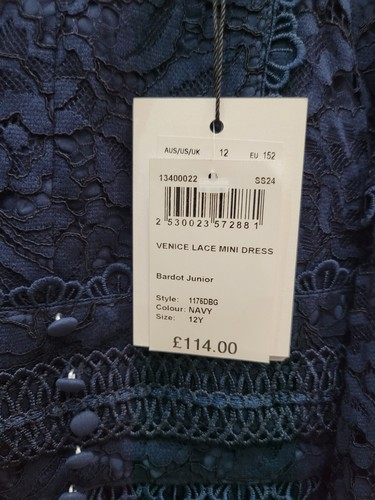 AUS/US/UK 12 EU 152
13400022 SS24
2 530023 572881
VENICE LACE MINI DRESS
Bardot Junior
Style: 1175DBG
Colour: NAVY
Size: 12Y
£114.00